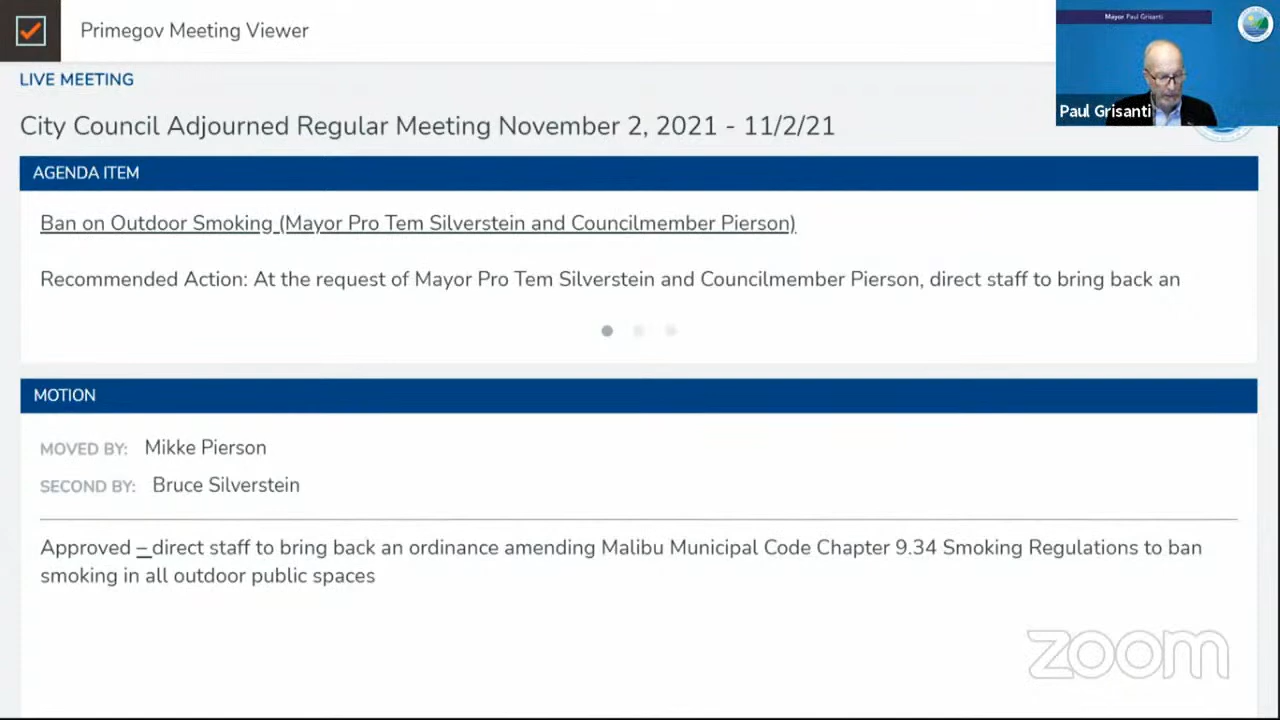 Primegov Meeting Viewer
Mayor Paul Grisanti
LIVE MEETING
Paul Grisanti
City Council Adjourned Regular Meeting November 2, 2021 - 11/2/21
AGENDA ITEM
Ban on Outdoor Smoking (Mayor Pro Tem Silverstein and Councilmember Pierson)
Recommended Action: At the request of Mayor Pro Tem Silverstein and Councilmember Pierson, direct staff to bring back an
MOTION
MOVED BY: Mikke Pierson
SECOND BY: Bruce Silverstein
Approved – direct staff to bring back an ordinance amending Malibu Municipal Code Chapter 9.34 Smoking Regulations to ban
smoking in all outdoor public spaces
zoom